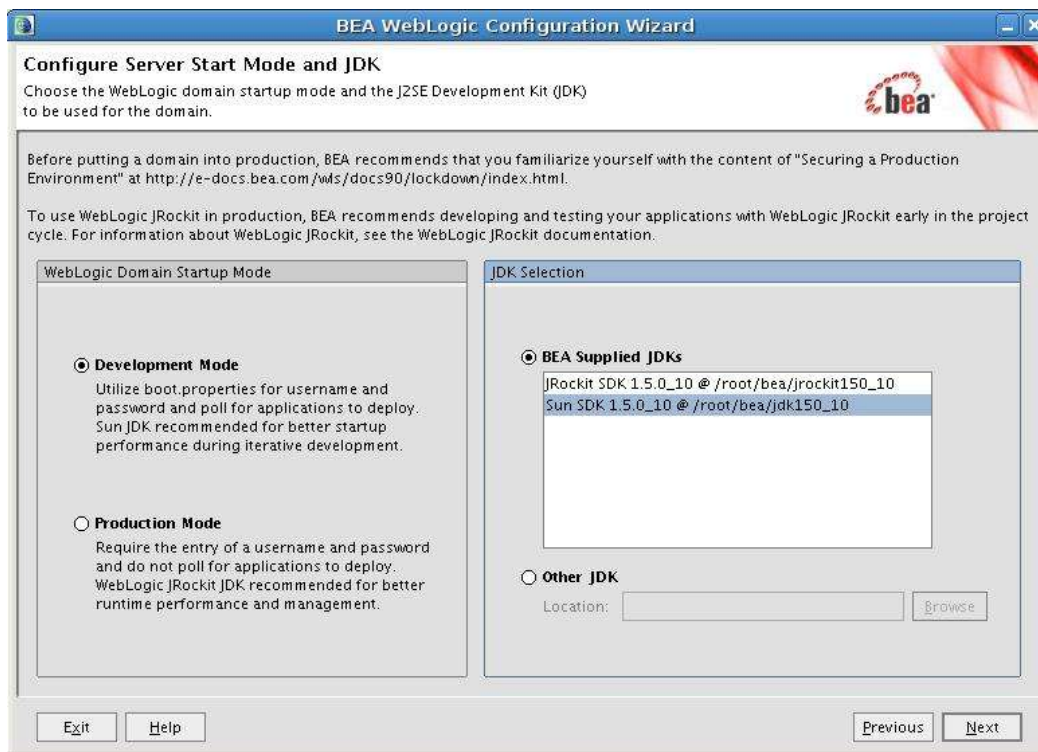 BEA WebLogic Configuration Wizard
Configure Server Start Mode and JDK
Choose the WebLogic domain startup mode and the J2SE Development Kit (JDK)
to be used for the domain.
bea
Before putting a domain into production, BEA recommends that you familiarize yourself with the content of "Securing a Production
Environment" at http://e-docs.bea.com/wls/docs90/lockdown/index.html.
To use WebLogic JRockit in production, BEA recommends developing and testing your applications with WebLogic JRockit early in the project
cycle. For information about WebLogic JRockit, see the WebLogic JRockit documentation.
WebLogic Domain Startup Mode
Development Mode
Utilize boot.properties for username and
password and poll for applications to deploy.
Sun JDK recommended for better startup
performance during iterative development.
Production Mode
Require the entry of a username and password
and do not poll for applications to deploy.
WebLogic JRockit JDK recommended for better
runtime performance and management.
JDK Selection
BEA Supplied JDKs
JRockit SDK 1.5.0_10 @ /root/bea/jrockit150_10
Sun SDK 1.5.0_10 @ /root/bea/jdk150_10
Other JDK
Location:
Browse
Exit
Help
Previous
Next